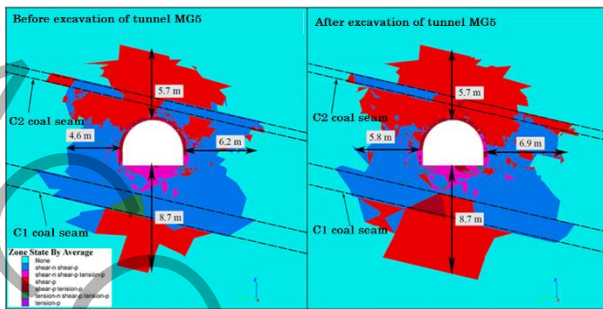 Before excavation of tunnel MG5
C2 coal seam
5.7 m
4.6 m
6.2 m
8.7 m
C1 coal seam
Zone State By Average
None
shear-n shear-p
shear-n shear-p tension-p
shear-p
shear-p tension-p
tension-n shear-p tension-p
tension-p
After excavation of tunnel MG5
C2 coal seam
5.7 m
5.8 m
6.9 m
8.7 m
C1 coal seam